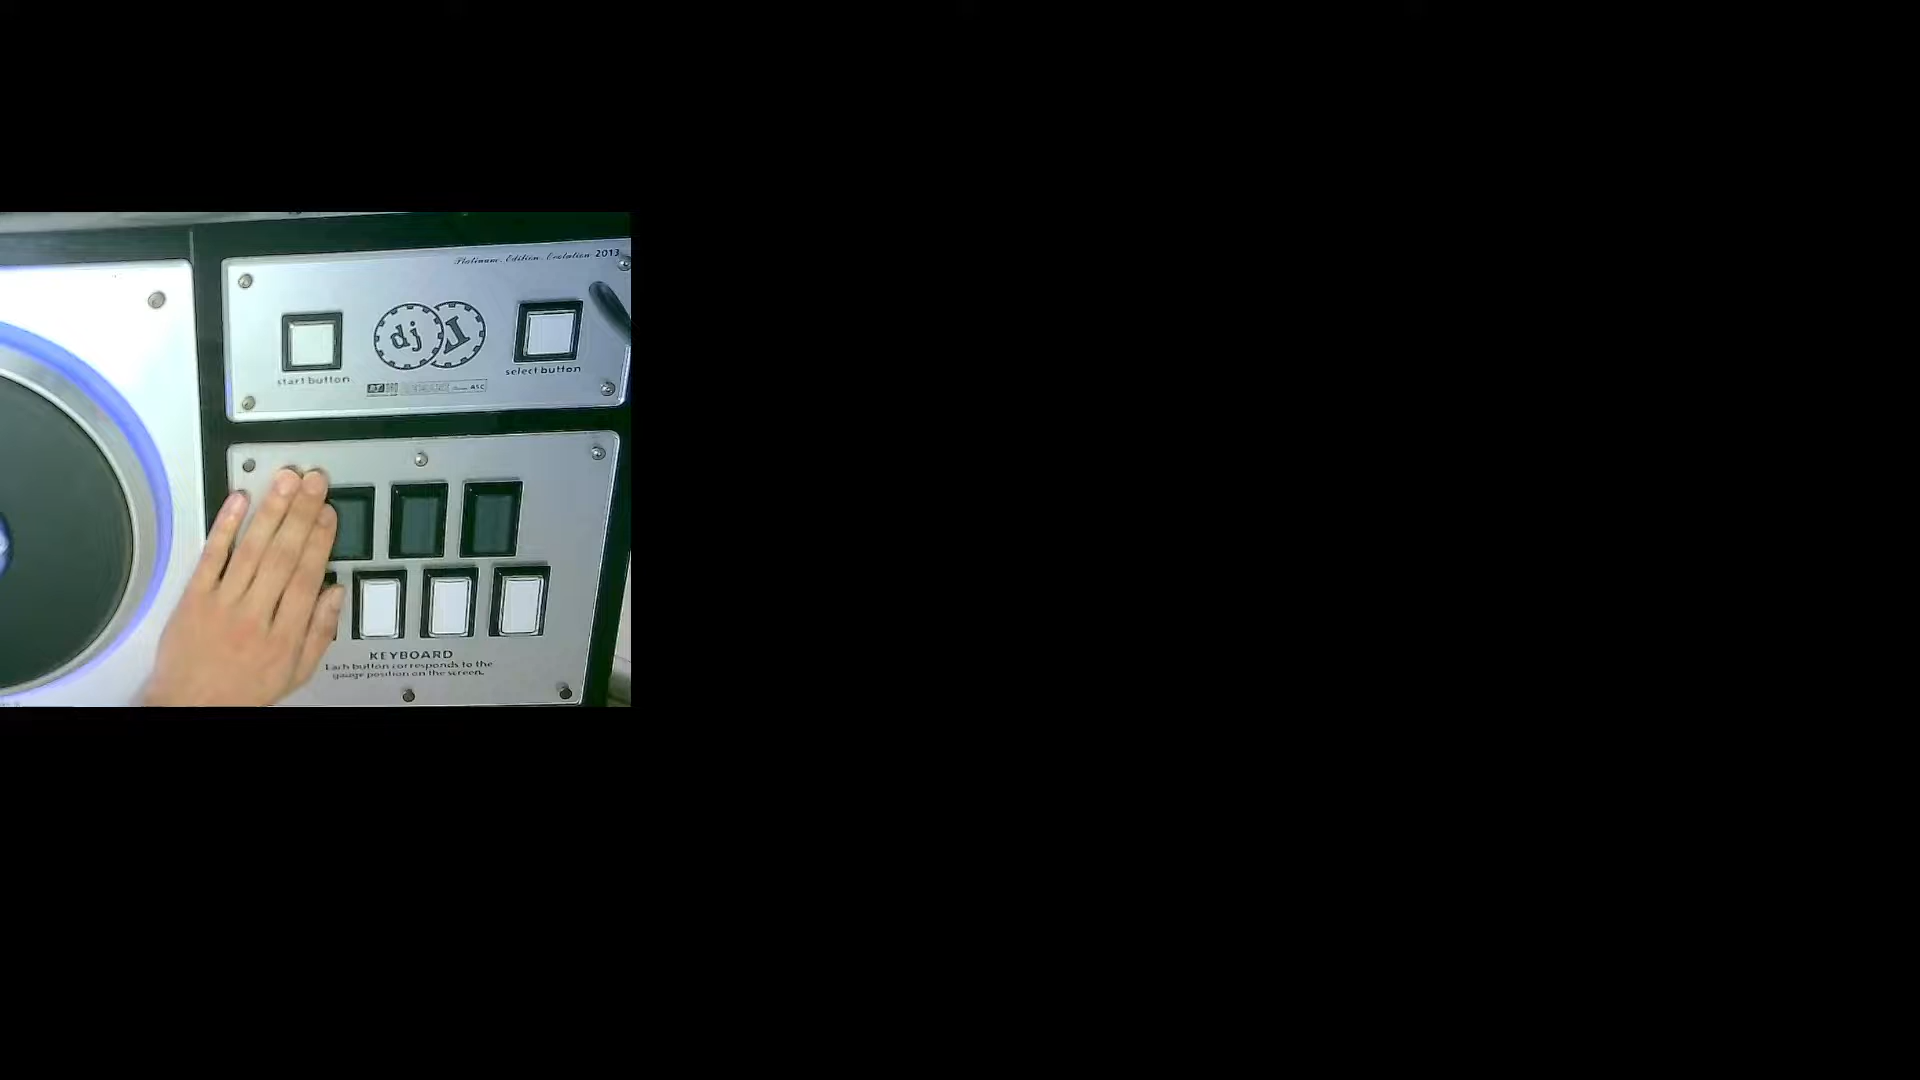 Platinum. Edition. Evolution 2013
dj
start button
select button
ASC
KEYBOARD
Each button corresponds to the
gauge position on the screen.